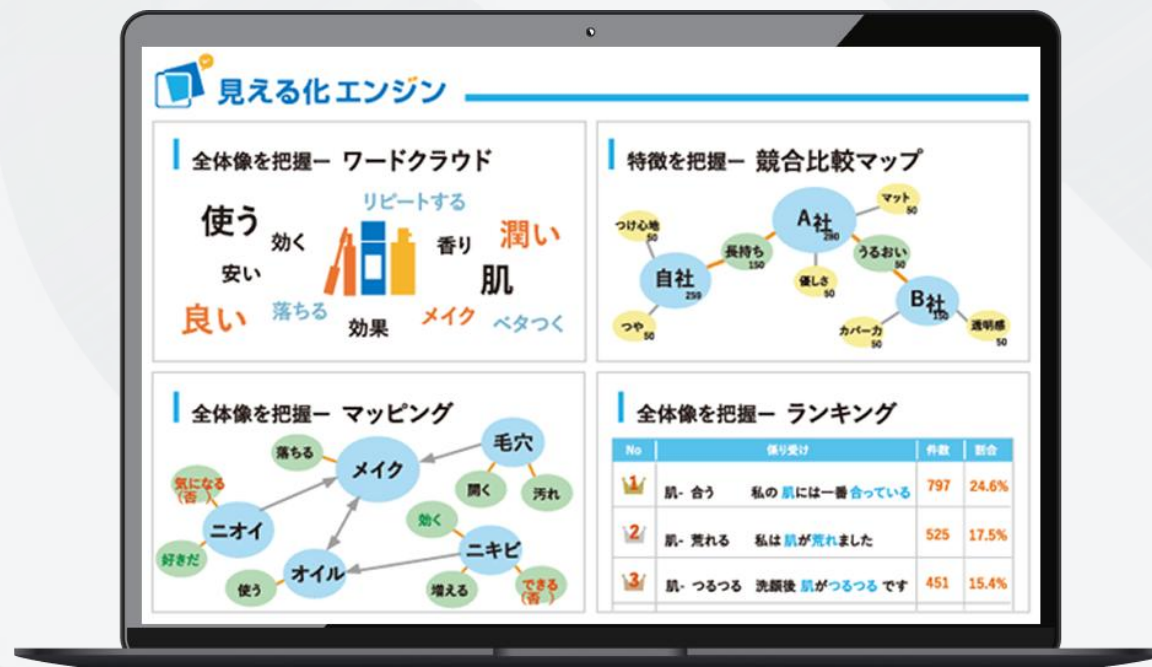 見える化エンジン
全体像を把握ー ワードクラウド
リピートする
使う
効く
香り
潤い
安い
肌
良い
落ちる
効果
メイク
ベタつく
特徴を把握ー 競合比較マップ
マット
50
つけ心地
50
A社
280
長持ち
150
うるおい
50
自社
250
優しさ
50
B社
150
つや
50
カバー力
50
透明感
50
全体像を把握ー マッピング
落ちる
メイク
毛穴
気になる
(否 )
開く
汚れ
ニオイ
効く
好きだ
ニキビ
オイル
使う
増える
できる
(否 )
全体像を把握ー ランキング
No 係り受け 件数 割合
1 肌- 合う 私の 肌には一番 合っている 797 24.6%
2 肌- 荒れる 私は 肌が荒れました 525 17.5%
3 肌- つるつる 洗顔後 肌がつるつる です 451 15.4%